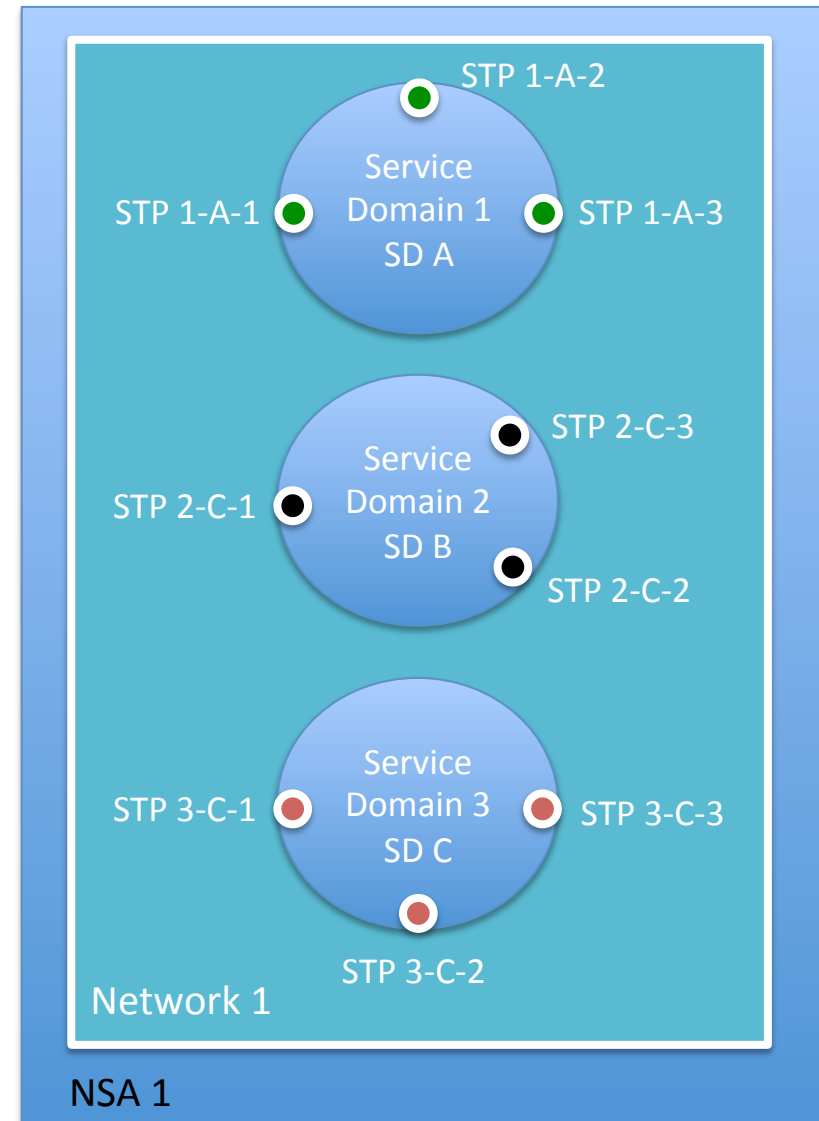 STP 1-A-2
Service
Domain 1
SD A
STP 1-A-1
STP 1-A-3
STP 2-C-3
Service
Domain 2
SD B
STP 2-C-1
STP 2-C-2
Service
Domain 3
SD C
STP 3-C-1
STP 3-C-3
STP 3-C-2
Network 1
NSA 1